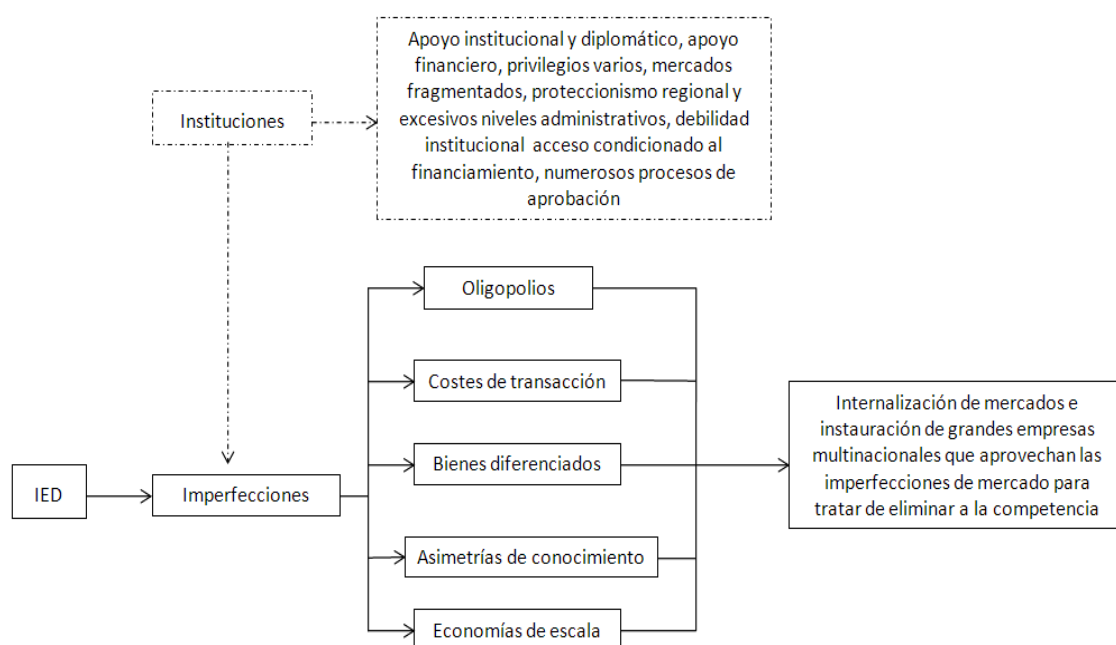 Apoyo institucional y diplomático, apoyo
financiero, privilegios varios, mercados
fragmentados, proteccionismo regional y
excesivos niveles administrativos, debilidad
institucional acceso condicionado al
financiamiento, numerosos procesos de
aprobación
Instituciones
Oligopolios
Costes de transacción
Bienes diferenciados
IED
Imperfecciones
Asimetrías de conocimiento
Economías de escala
Internalización de mercados e
instauración de grandes empresas
multinacionales que aprovechan las
imperfecciones de mercado para
tratar de eliminar a la competencia